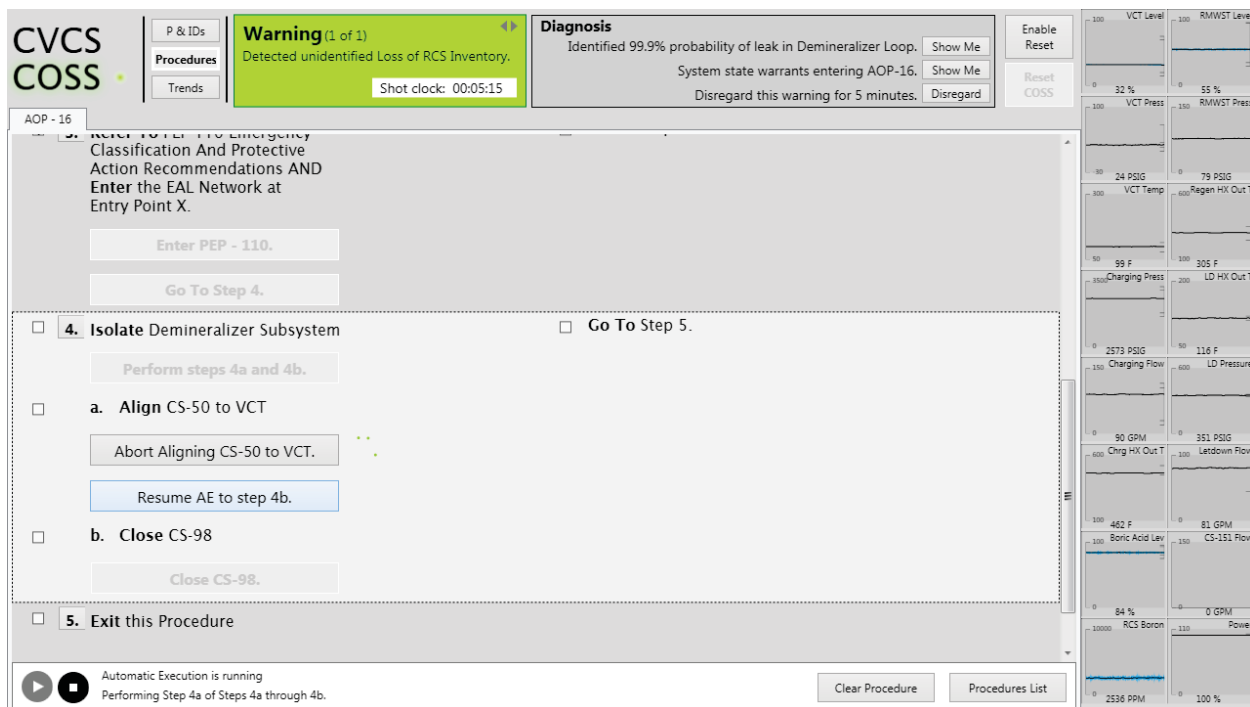 CVCS
COSS
P & IDs
Procedures
Trends
Warning (1 of 1)
Detected unidentified Loss of RCS Inventory.
Shot clock: 00:05:15
Diagnosis
Identified 99.9% probability of leak in Demineralizer Loop. Show Me
System state warrants entering AOP-16. Show Me
Disregard this warning for 5 minutes. Disregard
Enable
Reset
Reset
COSS
AOP - 16
Classification And Protective
Action Recommendations AND
Enter the EAL Network at
Entry Point X.
Enter PEP - 110.
Go To Step 4.
4. Isolate Demineralizer Subsystem
Go To Step 5.
Perform steps 4a and 4b.
a. Align CS-50 to VCT
Abort Aligning CS-50 to VCT.
Resume AE to step 4b.
b. Close CS-98
Close CS-98.
5. Exit this Procedure
Automatic Execution is running
Performing Step 4a of Steps 4a through 4b.
Clear Procedure
Procedures List
100 VCT Level
0
32 %
100 RMWST Leve
0
55 %
100 VCT Press
-30
24 PSIG
150 RMWST Pres
0
79 PSIG
300 VCT Temp
50
99 F
600 Regen HX Out T
100
305 F
3500 Charging Press
0
2573 PSIG
200 LD HX Out T
50
116 F
150 Charging Flow
0
90 GPM
600 LD Pressure
0
351 PSIG
600 Chrg HX Out T
100
462 F
100 Letdown Flow
0
81 GPM
100 Boric Acid Lev
0
84 %
150 CS-151 Flow
0
0 GPM
10000 RCS Boron
0
2536 PPM
110 Powe
0
100 %